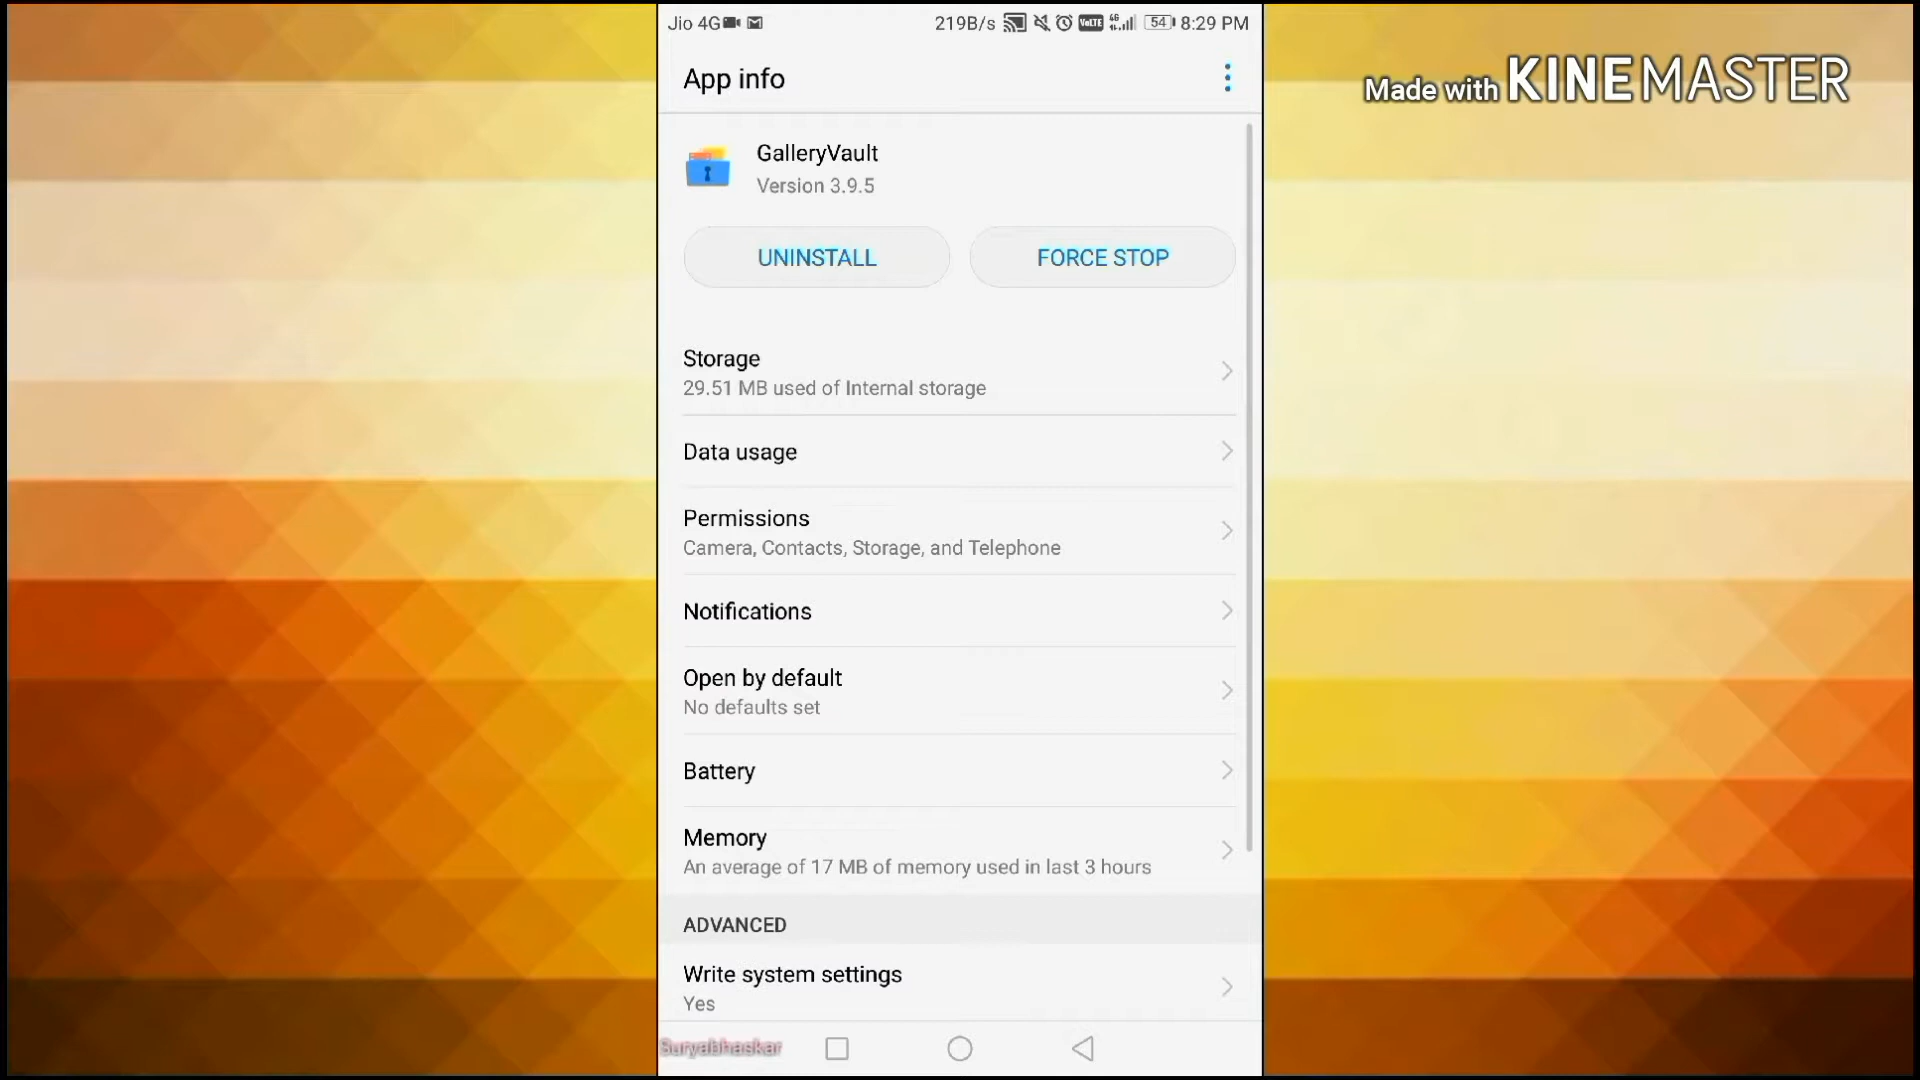 Jio 4G 219B/s VoLTE 4G 54 8:29 PM
App info
Made with KINEMASTER
GalleryVault
Version 3.9.5
UNINSTALL FORCE STOP
Storage
29.51 MB used of Internal storage
Data usage
Permissions
Camera, Contacts, Storage, and Telephone
Notifications
Open by default
No defaults set
Battery
Memory
An average of 17 MB of memory used in last 3 hours
ADVANCED
Write system settings
Yes
Suryabhaskar